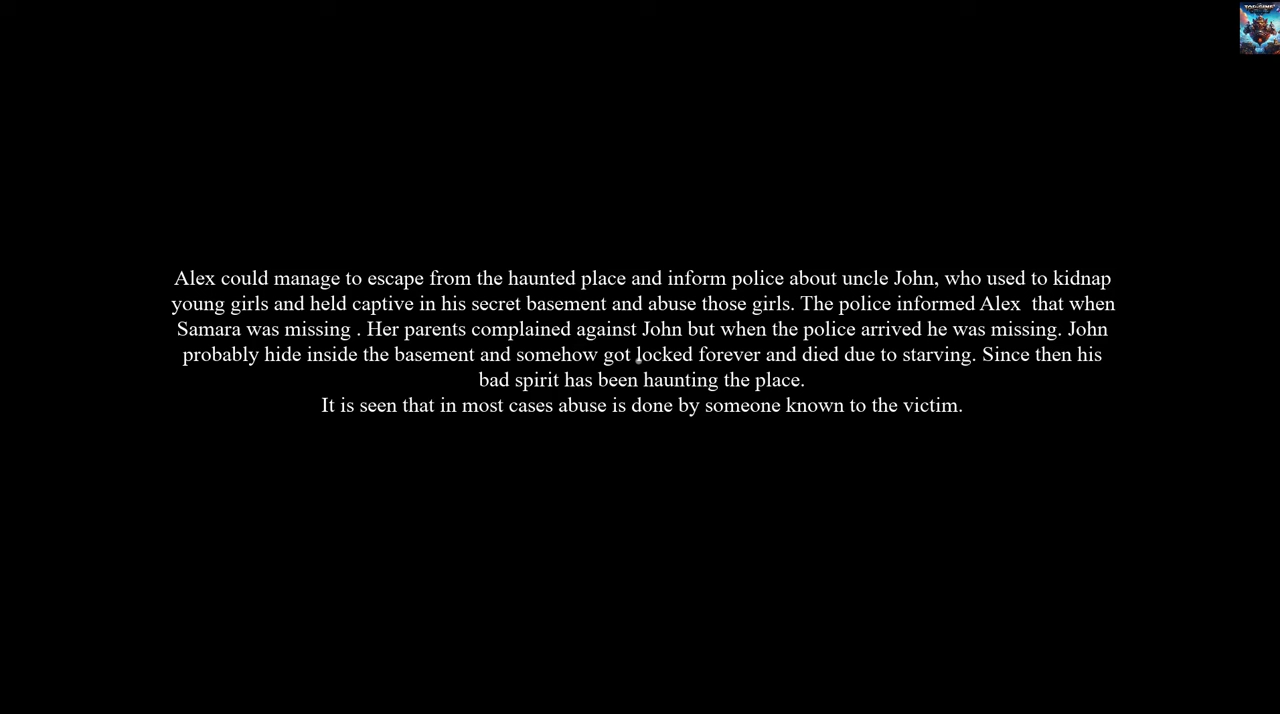 Alex could manage to escape from the haunted place and inform police about uncle John, who used to kidnap
young girls and held captive in his secret basement and abuse those girls. The police informed Alex  that when
Samara was missing . Her parents complained against John but when the police arrived he was missing. John
probably hide inside the basement and somehow got locked forever and died due to starving. Since then his
bad spirit has been haunting the place.
It is seen that in most cases abuse is done by someone known to the victim.